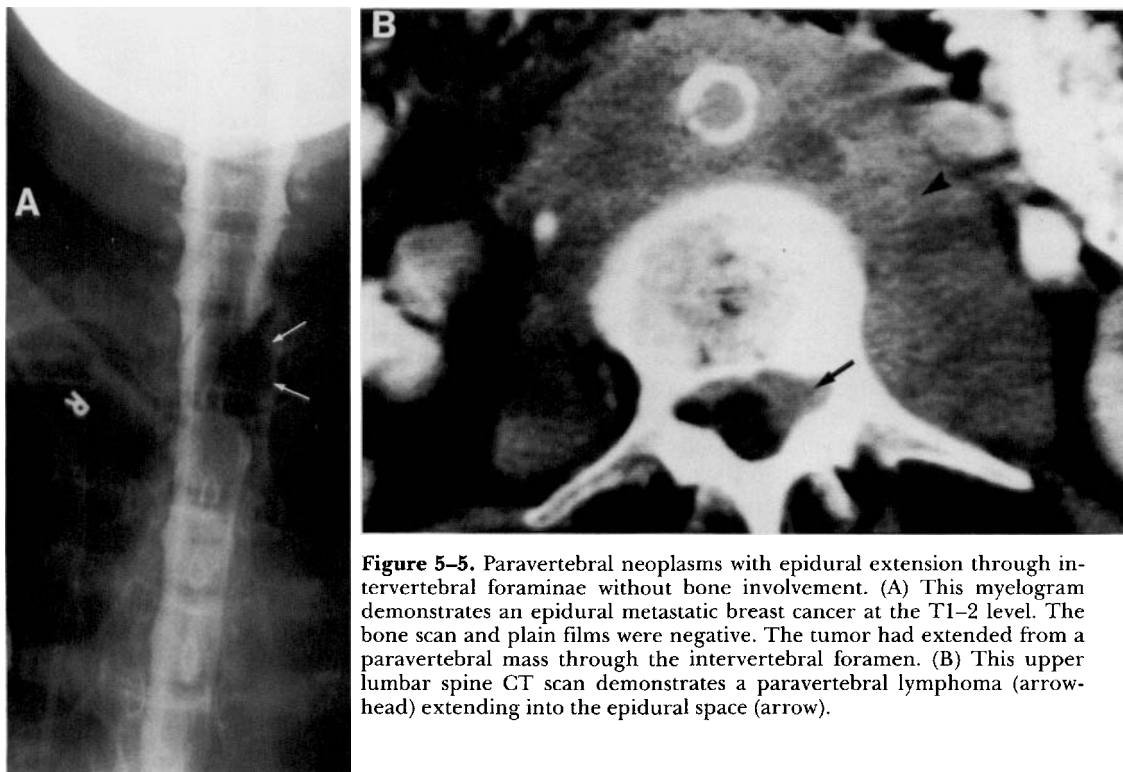 A
R
B
Figure 5–5. Paravertebral neoplasms with epidural extension through in-
tervertebral foraminae without bone involvement. (A) This myelogram
demonstrates an epidural metastatic breast cancer at the T1–2 level. The
bone scan and plain films were negative. The tumor had extended from a
paravertebral mass through the intervertebral foramen. (B) This upper
lumbar spine CT scan demonstrates a paravertebral lymphoma (arrow-
head) extending into the epidural space (arrow).